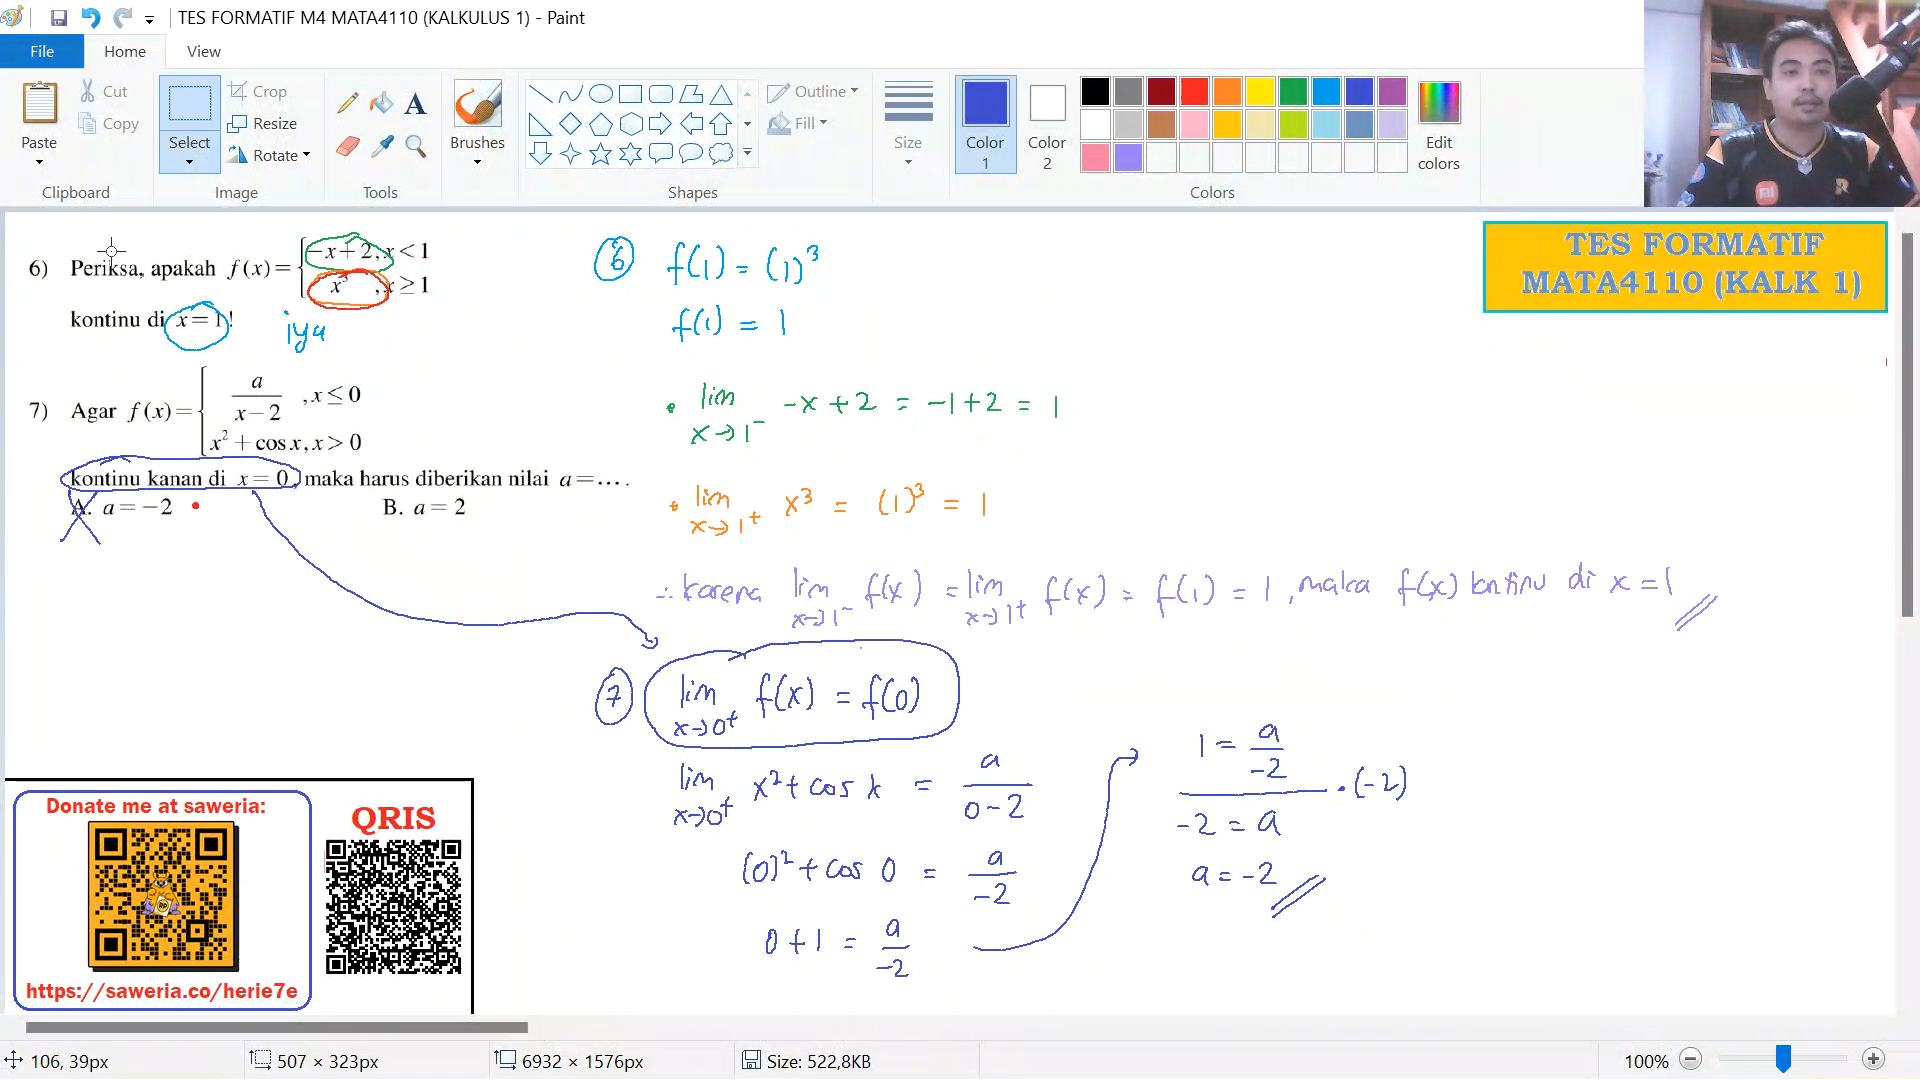 TES FORMATIF M4 MATA4110 (KALKULUS 1) - Paint
File Home View
Paste
Cut
Copy
Clipboard
Select
Crop
Resize
Rotate
Image
Tools
Brushes
Shapes
Outline
Fill
Size
Color 1
Color 2
Edit colors
Colors
6) Periksa, apakah f(x) = { -x+2, x < 1
x³ , x ≥ 1
kontinu di x = 1! iya
7) Agar f(x) = { a/(x-2) , x ≤ 0
x² + cos x, x > 0
kontinu kanan di x = 0, maka harus diberikan nilai a = ... .
A. a = -2 B. a = 2
TES FORMATIF
MATA4110 (KALK 1)
6 f(1) = (1)³
f(1) = 1
• lim x→1⁻ -x + 2 = -1 + 2 = 1
• lim x→1⁺ x³ = (1)³ = 1
∴ karena lim x→1⁻ f(x) = lim x→1⁺ f(x) = f(1) = 1, maka f(x) kontinu di x = 1
7 lim x→0⁺ f(x) = f(0)
lim x→0⁺ x² + cos x = a/(0-2)
(0)² + cos 0 = a/-2
0 + 1 = a/-2
1 = a/-2 • (-2)
-2 = a
a = -2
Donate me at saweria:
https://saweria.co/herie7e
QRIS
106, 39px 507 × 323px 6932 × 1576px Size: 522,8KB 100%